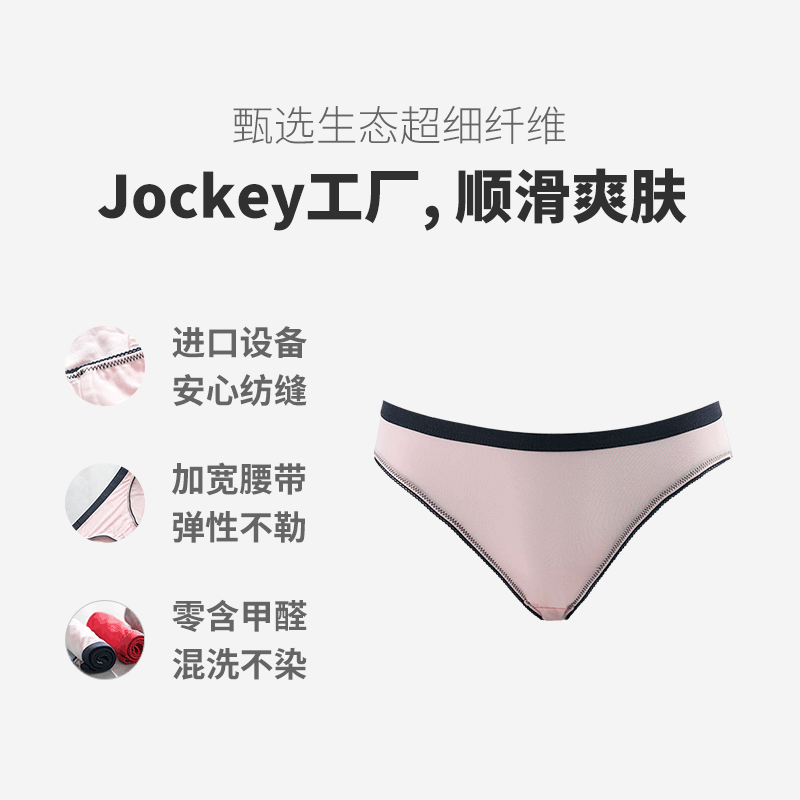 甄选生态超细纤维
Jockey工厂，顺滑爽肤
进口设备
安心纺缝
加宽腰带
弹性不勒
零含甲醛
混洗不染